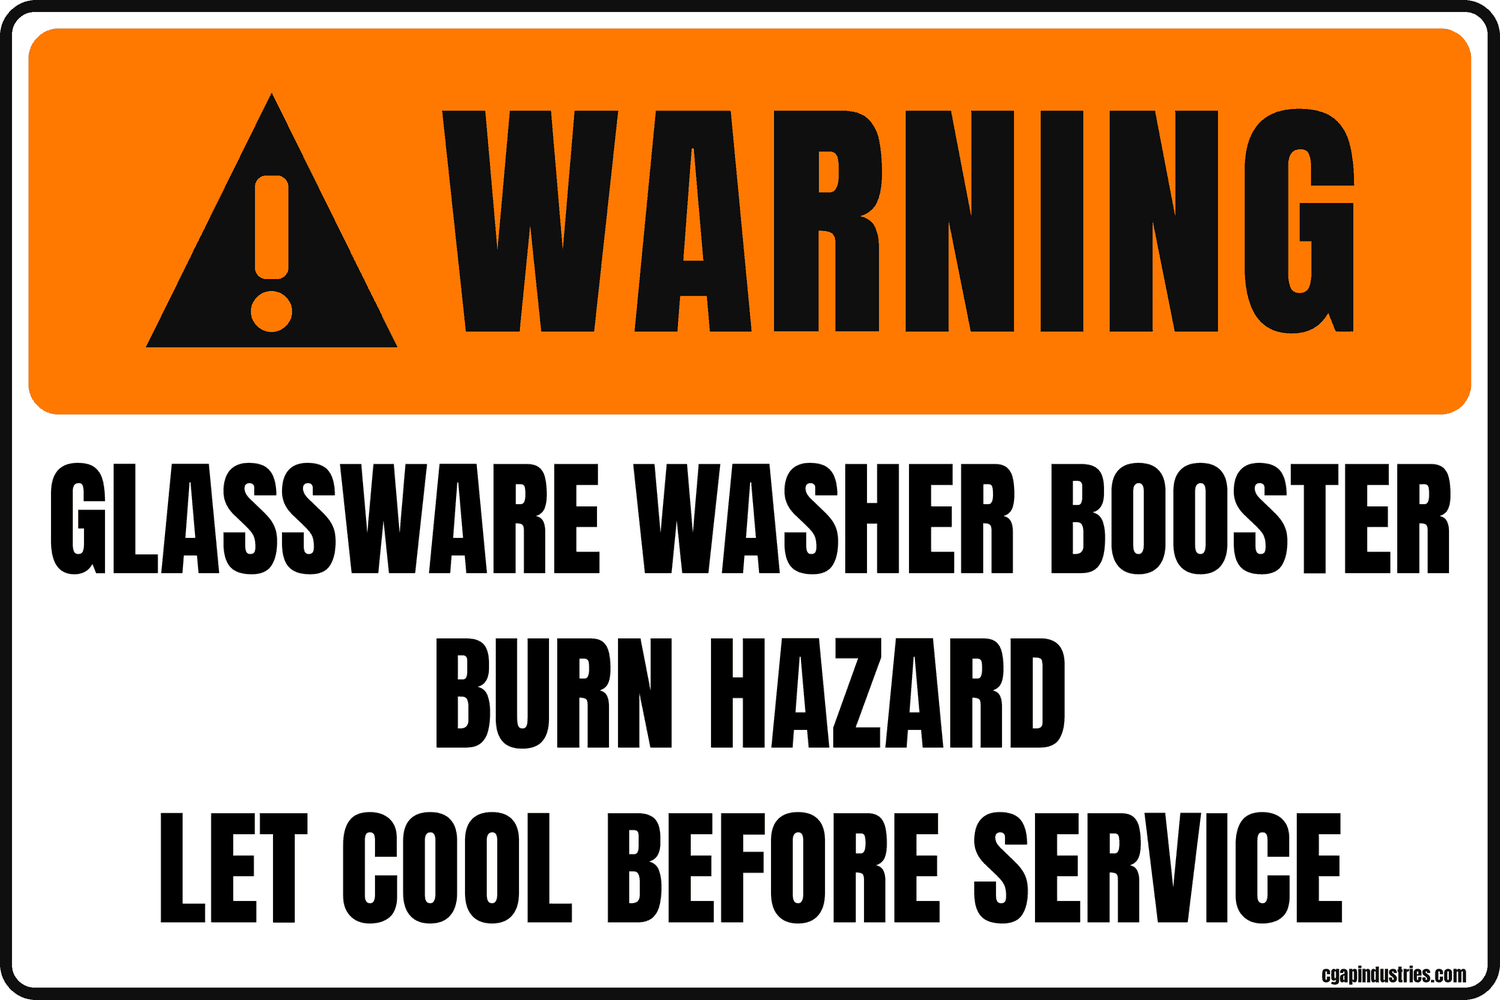 WARNING
GLASSWARE WASHER BOOSTER
BURN HAZARD
LET COOL BEFORE SERVICE
cgapindustries.com